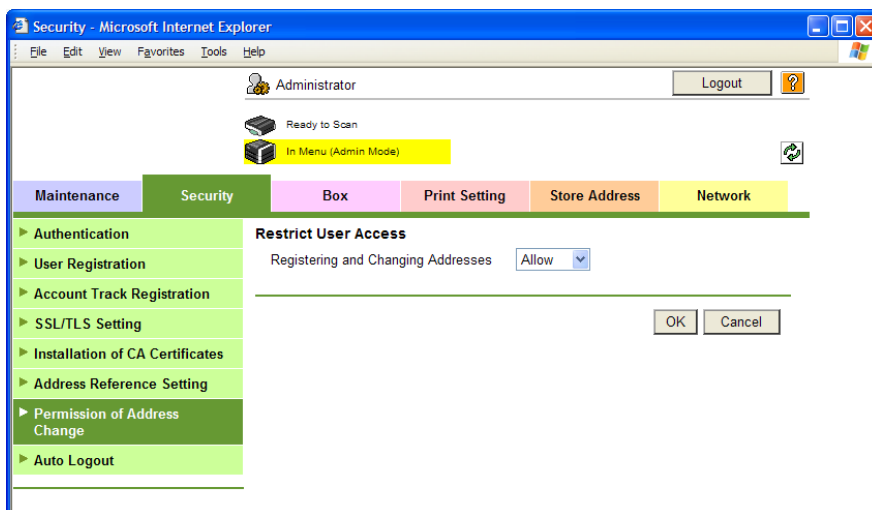 Security - Microsoft Internet Explorer
File Edit View Favorites Tools Help
Administrator
Logout
?
Ready to Scan
In Menu (Admin Mode)
Maintenance Security Box Print Setting Store Address Network
Authentication
User Registration
Account Track Registration
SSL/TLS Setting
Installation of CA Certificates
Address Reference Setting
Permission of Address
Change
Auto Logout
Restrict User Access
Registering and Changing Addresses Allow
OK Cancel